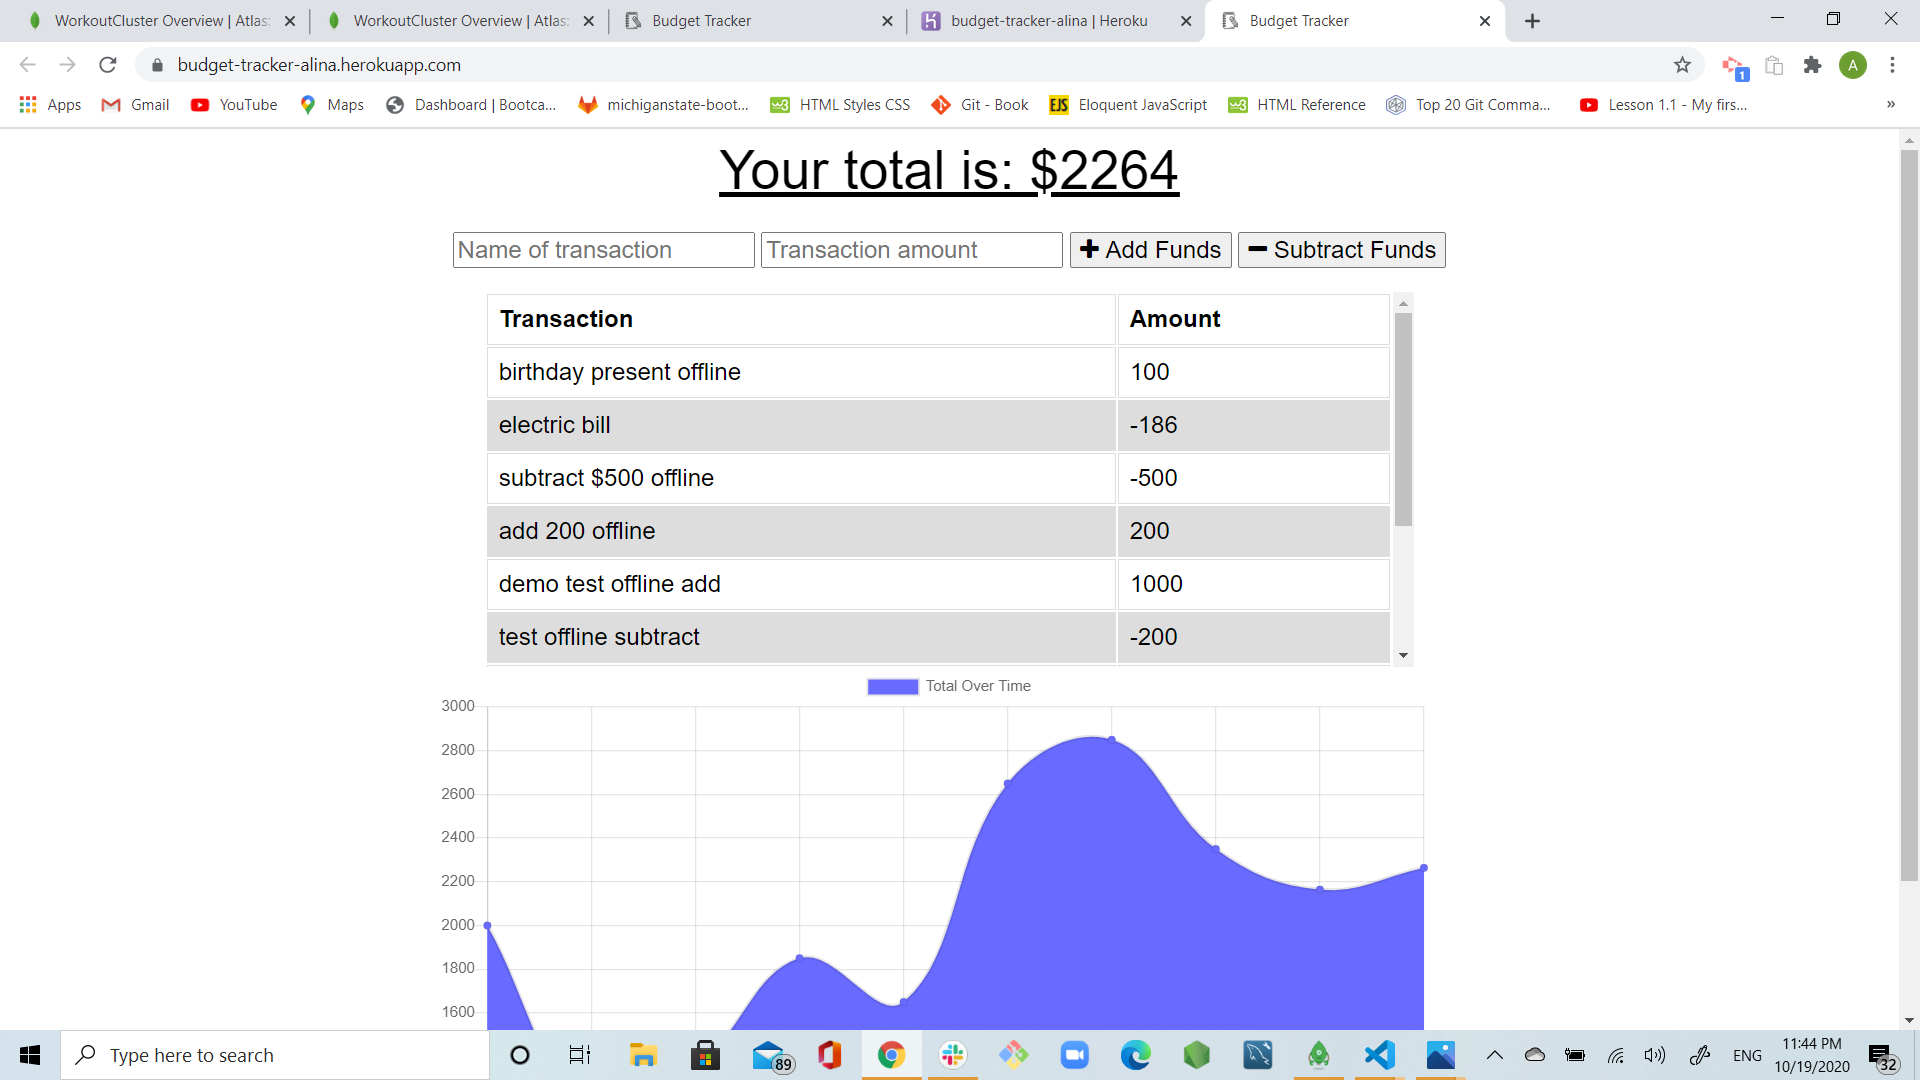 WorkoutCluster Overview | Atlas:
WorkoutCluster Overview | Atlas:
Budget Tracker
budget-tracker-alina | Heroku
Budget Tracker
budget-tracker-alina.herokuapp.com
1
A
Apps
Gmail
YouTube
Maps
Dashboard | Bootca...
michiganstate-boot...
HTML Styles CSS
Git - Book
EJS
Eloquent JavaScript
HTML Reference
Top 20 Git Comma...
Lesson 1.1 - My firs...
»
Your total is: $2264
Name of transaction
Transaction amount
+ Add Funds
− Subtract Funds
Transaction Amount
birthday present offline 100
electric bill -186
subtract $500 offline -500
add 200 offline 200
demo test offline add 1000
test offline subtract -200
Total Over Time
3000
2800
2600
2400
2200
2000
1800
1600
Type here to search
89
ENG
11:44 PM
10/19/2020
32